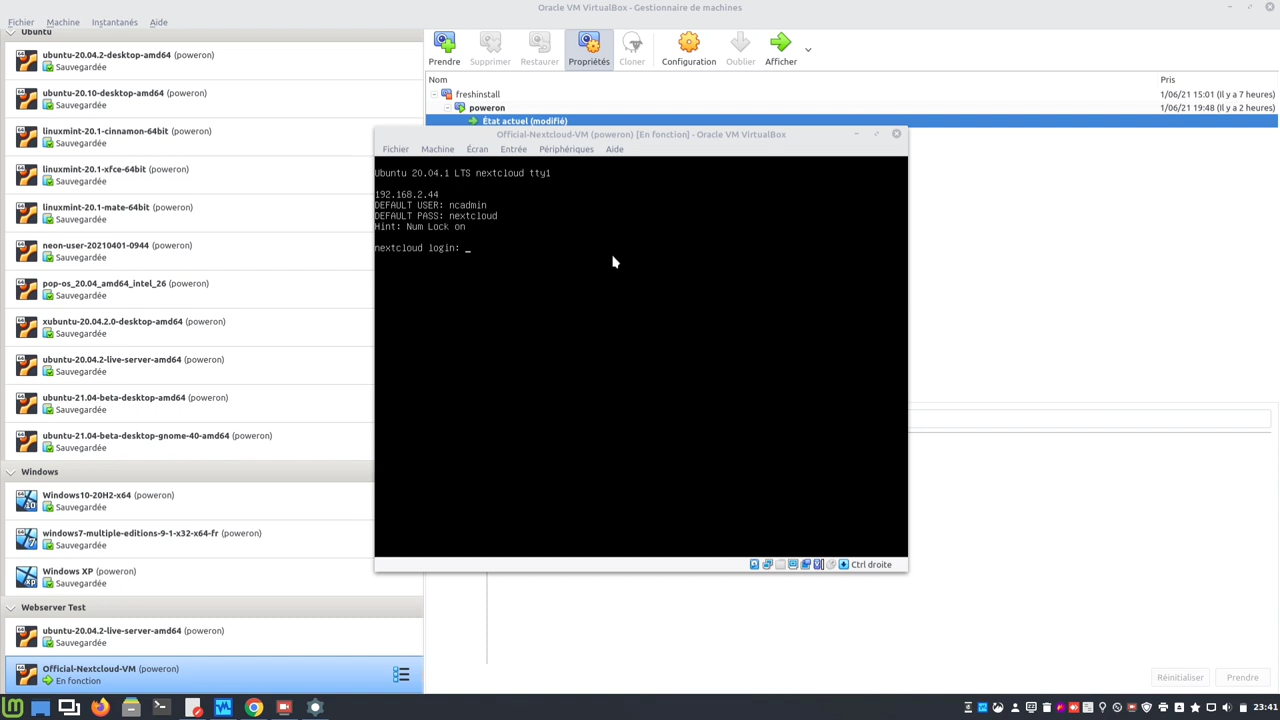 Oracle VM VirtualBox - Gestionnaire de machines
Fichier Machine Instantanés Aide
Ubuntu
ubuntu-20.04.2-desktop-amd64 (poweron)
Sauvegardée
ubuntu-20.10-desktop-amd64 (poweron)
Sauvegardée
linuxmint-20.1-cinnamon-64bit (poweron)
Sauvegardée
linuxmint-20.1-xfce-64bit (poweron)
Sauvegardée
linuxmint-20.1-mate-64bit (poweron)
Sauvegardée
neon-user-20210401-0944 (poweron)
Sauvegardée
pop-os_20.04_amd64_intel_26 (poweron)
Sauvegardée
xubuntu-20.04.2.0-desktop-amd64 (poweron)
Sauvegardée
ubuntu-20.04.2-live-server-amd64 (poweron)
Sauvegardée
ubuntu-21.04-beta-desktop-amd64 (poweron)
Sauvegardée
ubuntu-21.04-beta-desktop-gnome-40-amd64 (poweron)
Sauvegardée
Windows
Windows10-20H2-x64 (poweron)
Sauvegardée
windows7-multiple-editions-9-1-x32-x64-fr (poweron)
Sauvegardée
Windows XP (poweron)
Sauvegardée
Webserver Test
ubuntu-20.04.2-live-server-amd64 (poweron)
Sauvegardée
Official-Nextcloud-VM (poweron)
En fonction
Prendre Supprimer Restaurer Propriétés Cloner Configuration Oublier Afficher
Nom Pris
freshinstall 1/06/21 15:01 (Il y a 7 heures)
poweron 1/06/21 19:48 (Il y a 2 heures)
État actuel (modifié)
Official-Nextcloud-VM (poweron) [En fonction] - Oracle VM VirtualBox
Fichier Machine Écran Entrée Périphériques Aide
Ubuntu 20.04.1 LTS nextcloud tty1
192.168.2.44
DEFAULT USER: ncadmin
DEFAULT PASS: nextcloud
Hint: Num Lock on
nextcloud login: _
Ctrl droite
Réinitialiser Prendre
23:41